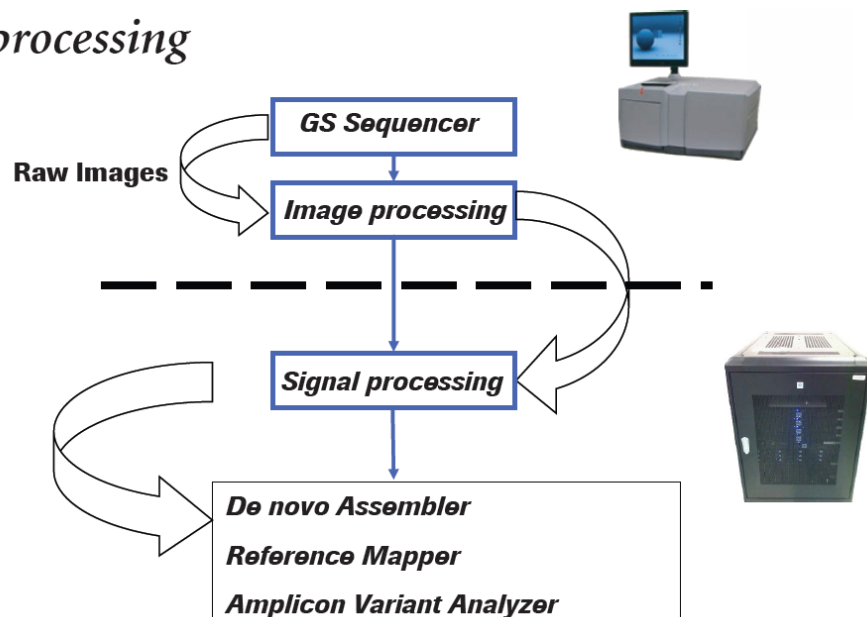 processing
GS Sequencer
Raw Images
Image processing
Signal processing
De novo Assembler
Reference Mapper
Amplicon Variant Analyzer